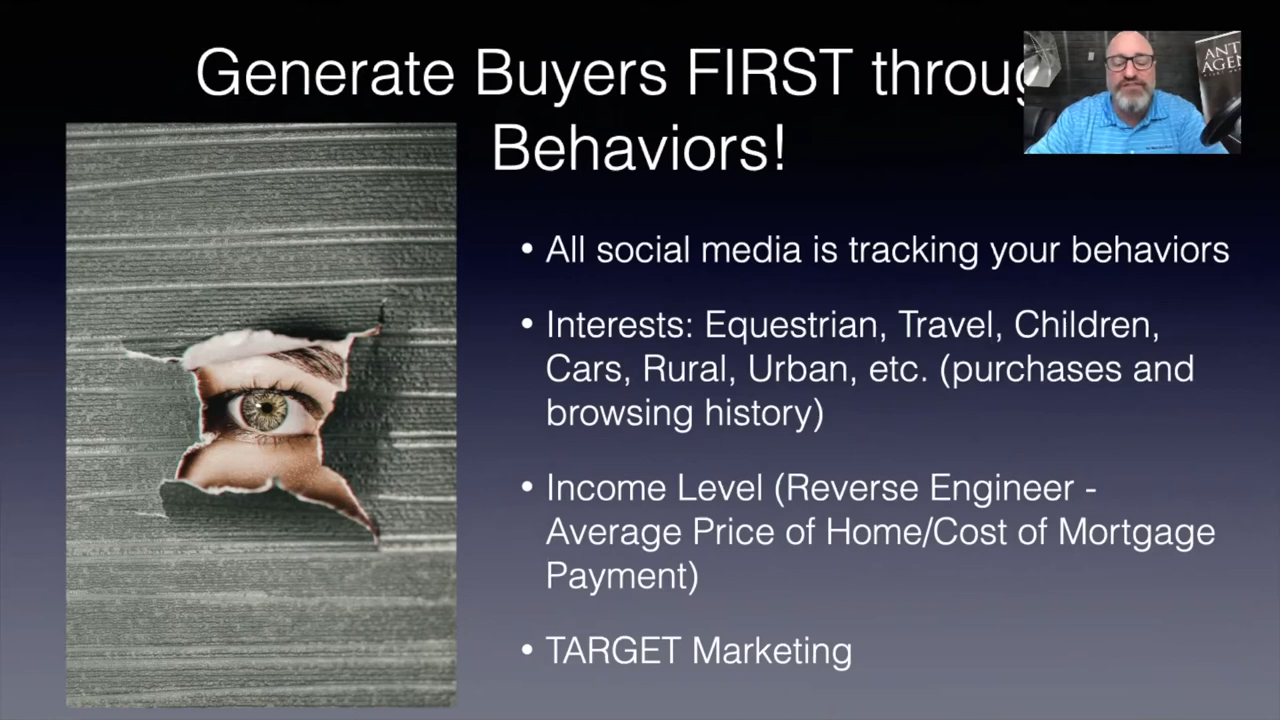 Generate Buyers FIRST
Behaviors!
• All social media is tracking your behaviors
• Interests: Equestrian, Travel, Children,
Cars, Rural, Urban, etc. (purchases and
browsing history)
• Income Level (Reverse Engineer -
Average Price of Home/Cost of Mortgage
Payment)
• TARGET Marketing